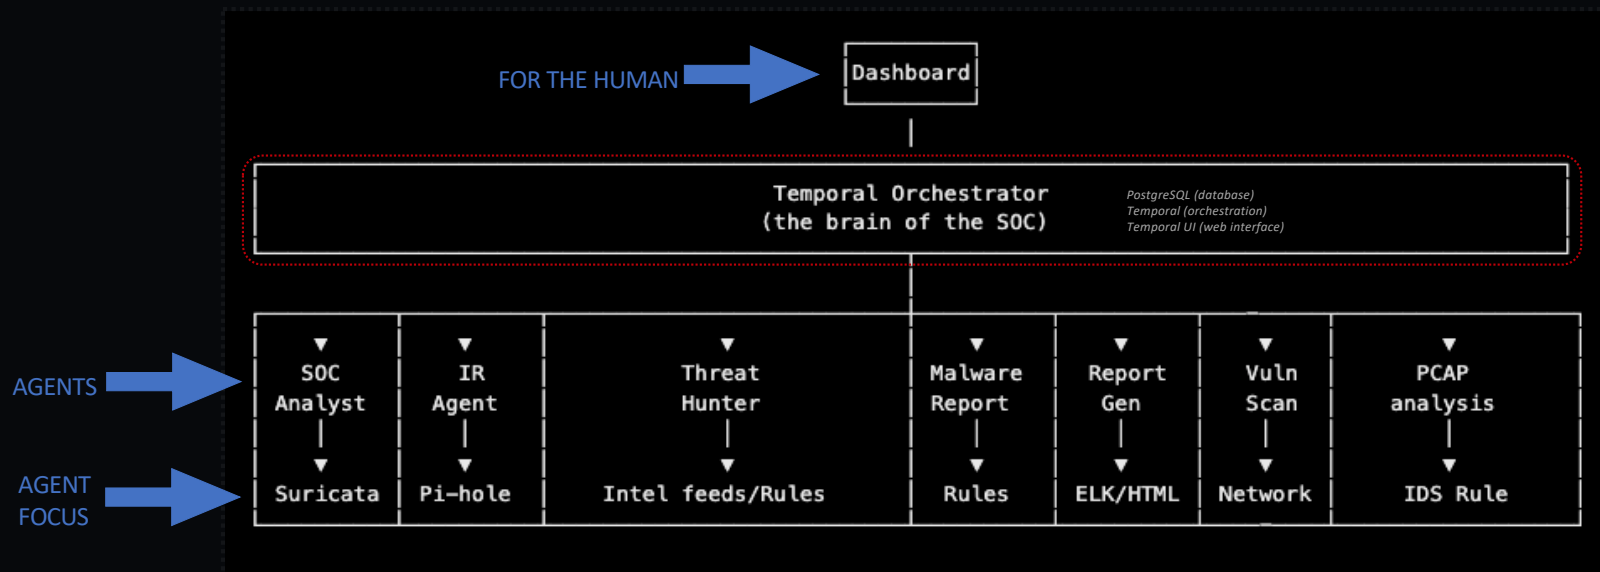 Dashboard
FOR THE HUMAN
Temporal Orchestrator
(the brain of the SOC)
PostgreSQL (database)
Temporal (orchestration)
Temporal UI (web interface)
AGENTS
SOC
Analyst
IR
Agent
Threat
Hunter
Malware
Report
Report
Gen
Vuln
Scan
PCAP
analysis
AGENT
FOCUS
Suricata
Pi-hole
Intel feeds/Rules
Rules
ELK/HTML
Network
IDS Rule